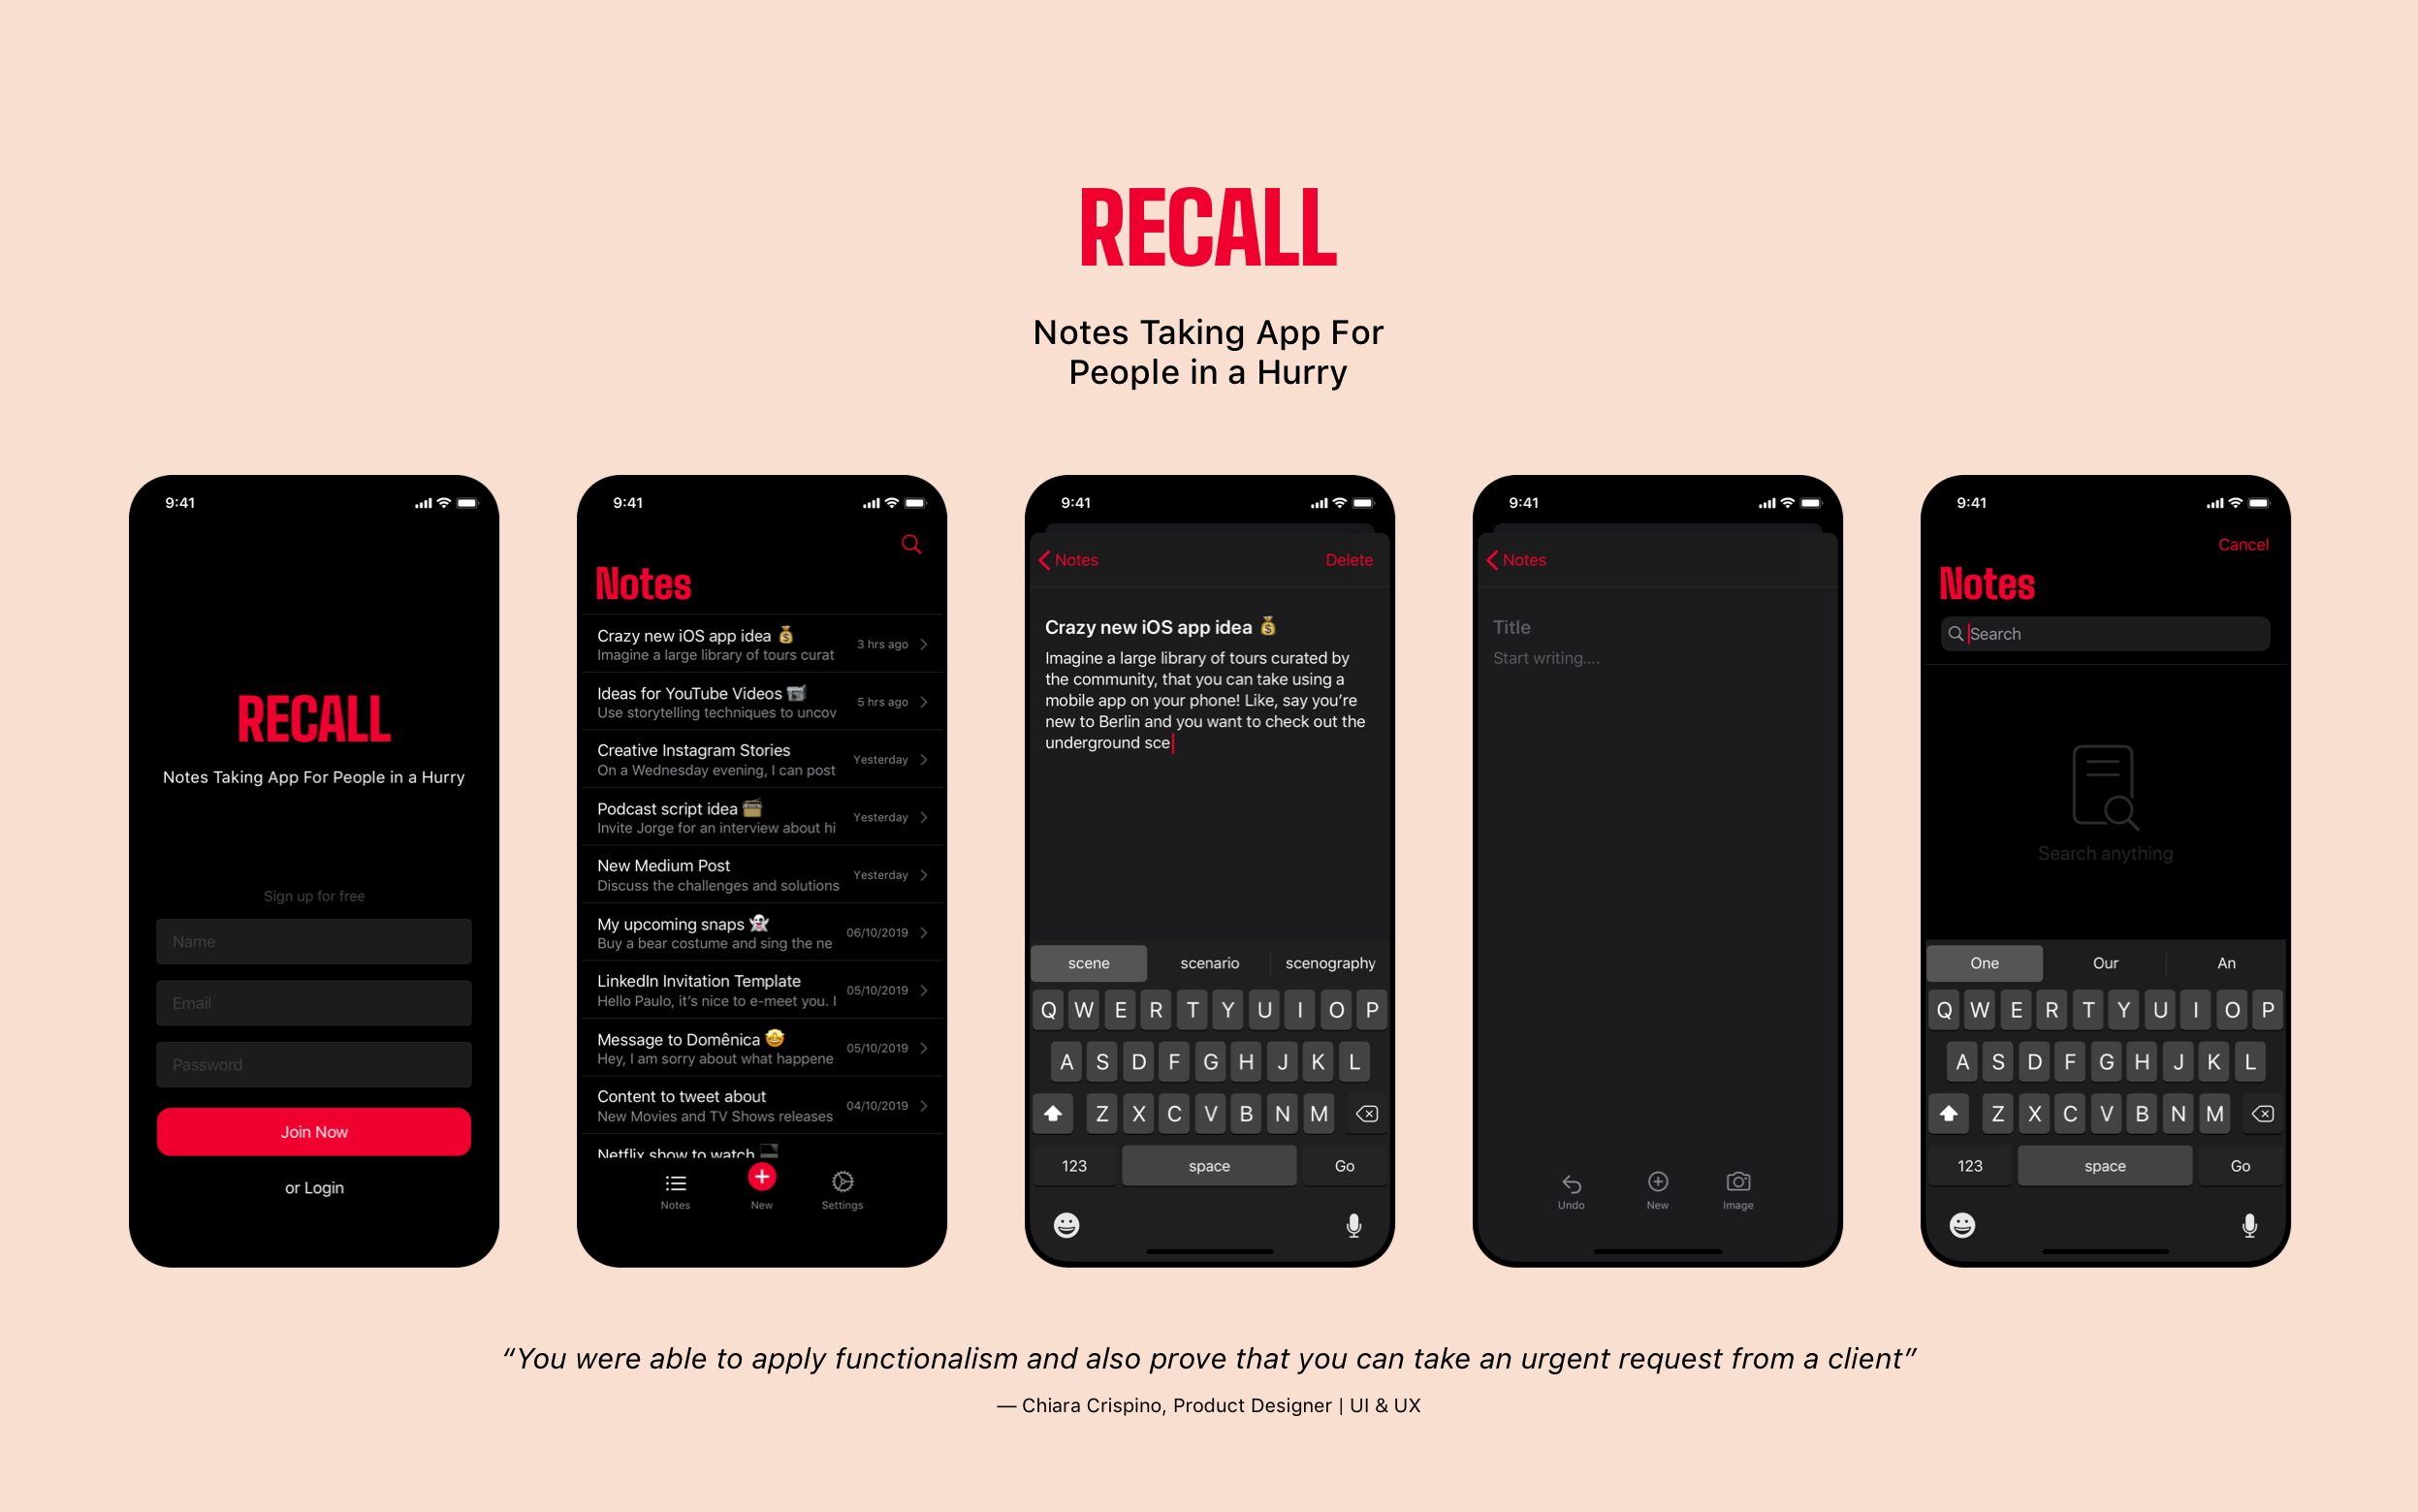 RECALL
Notes Taking App For
People in a Hurry
9:41
RECALL
Notes Taking App For People in a Hurry
Sign up for free
Name
Email
Password
Join Now
or Login
9:41
Notes
Crazy new iOS app idea 💰
Imagine a large library of tours curat
3 hrs ago
Ideas for YouTube Videos 📹
Use storytelling techniques to uncov
5 hrs ago
Creative Instagram Stories
On a Wednesday evening, I can post
Yesterday
Podcast script idea 🗃
Invite Jorge for an interview about hi
Yesterday
New Medium Post
Discuss the challenges and solutions
Yesterday
My upcoming snaps 👻
Buy a bear costume and sing the ne
06/10/2019
LinkedIn Invitation Template
Hello Paulo, it’s nice to e-meet you. I
05/10/2019
Message to Domênica 🤩
Hey, I am sorry about what happene
05/10/2019
Content to tweet about
New Movies and TV Shows releases
04/10/2019
Netflix show to watch
Notes
New
Settings
9:41
Notes
Delete
Crazy new iOS app idea 💰
Imagine a large library of tours curated by
the community, that you can take using a
mobile app on your phone! Like, say you’re
new to Berlin and you want to check out the
underground sce
scene scenario scenography
Q W E R T Y U I O P
A S D F G H J K L
Z X C V B N M
123 space Go
9:41
Notes
Title
Start writing....
Undo
New
Image
9:41
Cancel
Notes
Search
Search anything
One Our An
Q W E R T Y U I O P
A S D F G H J K L
Z X C V B N M
123 space Go
“You were able to apply functionalism and also prove that you can take an urgent request from a client”
— Chiara Crispino, Product Designer | UI & UX